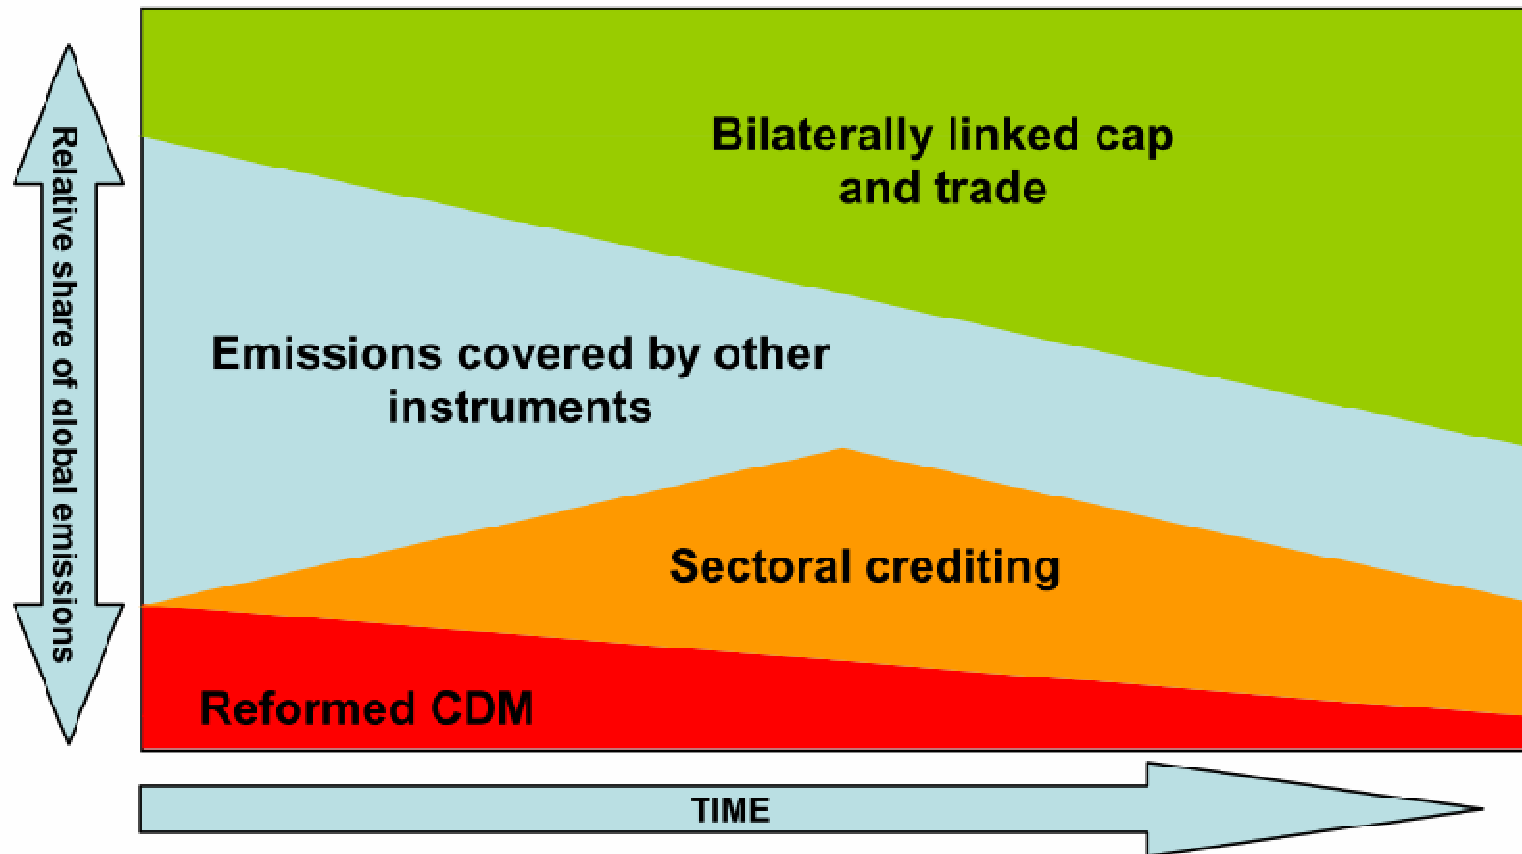 Bilaterally linked cap
and trade
Relative share of global emissions
Emissions covered by other
instruments
Sectoral crediting
Reformed CDM
TIME